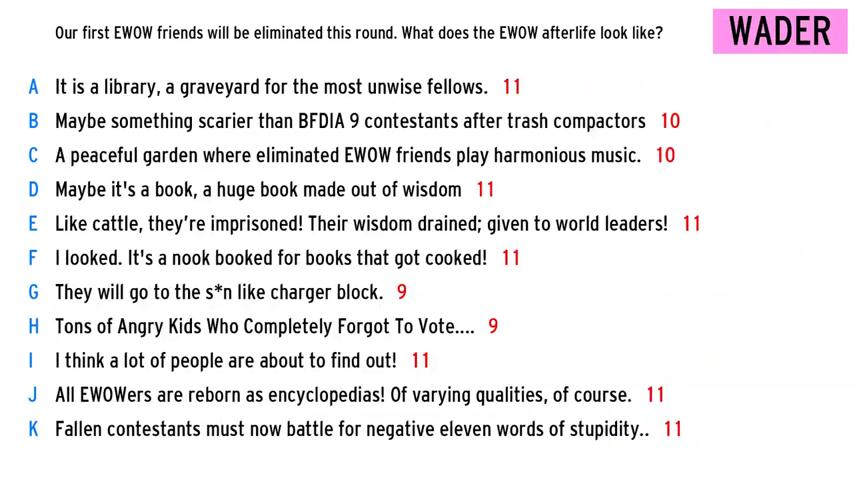 Our first EWOW friends will be eliminated this round. What does the EWOW afterlife look like?
WADER
A It is a library, a graveyard for the most unwise fellows. 11
B Maybe something scarier than BFDIA 9 contestants after trash compactors 10
C A peaceful garden where eliminated EWOW friends play harmonious music. 10
D Maybe it's a book, a huge book made out of wisdom 11
E Like cattle, they're imprisoned! Their wisdom drained; given to world leaders! 11
F I looked. It's a nook booked for books that got cooked! 11
G They will go to the s*n like charger block. 9
H Tons of Angry Kids Who Completely Forgot To Vote.... 9
I I think a lot of people are about to find out! 11
J All EWOWers are reborn as encyclopedias! Of varying qualities, of course. 11
K Fallen contestants must now battle for negative eleven words of stupidity.. 11